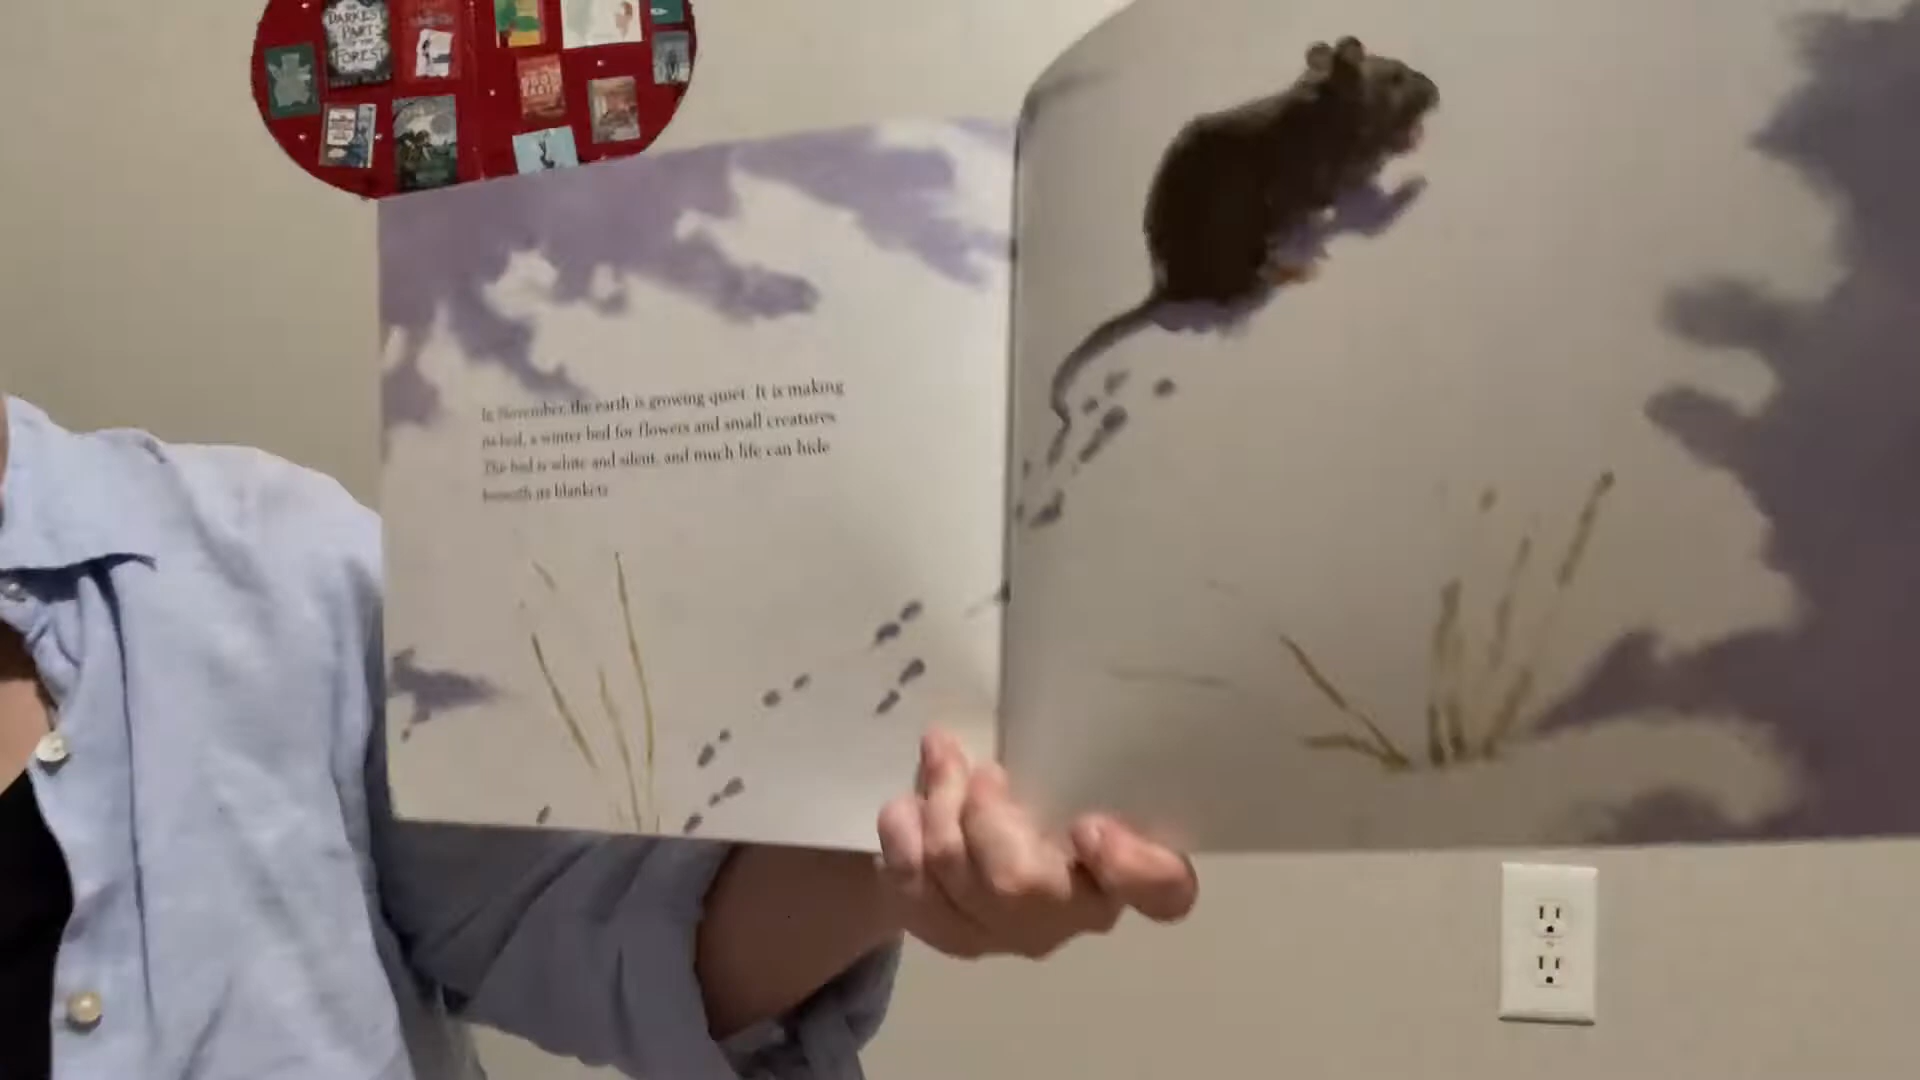 THE
DARKEST
PART
OF THE
FOREST
GOOD
EARTH
In November, the earth is growing quiet. It is making
its bed, a winter bed for flowers and small creatures.
The bed is white and silent, and much life can hide
beneath its blankets.